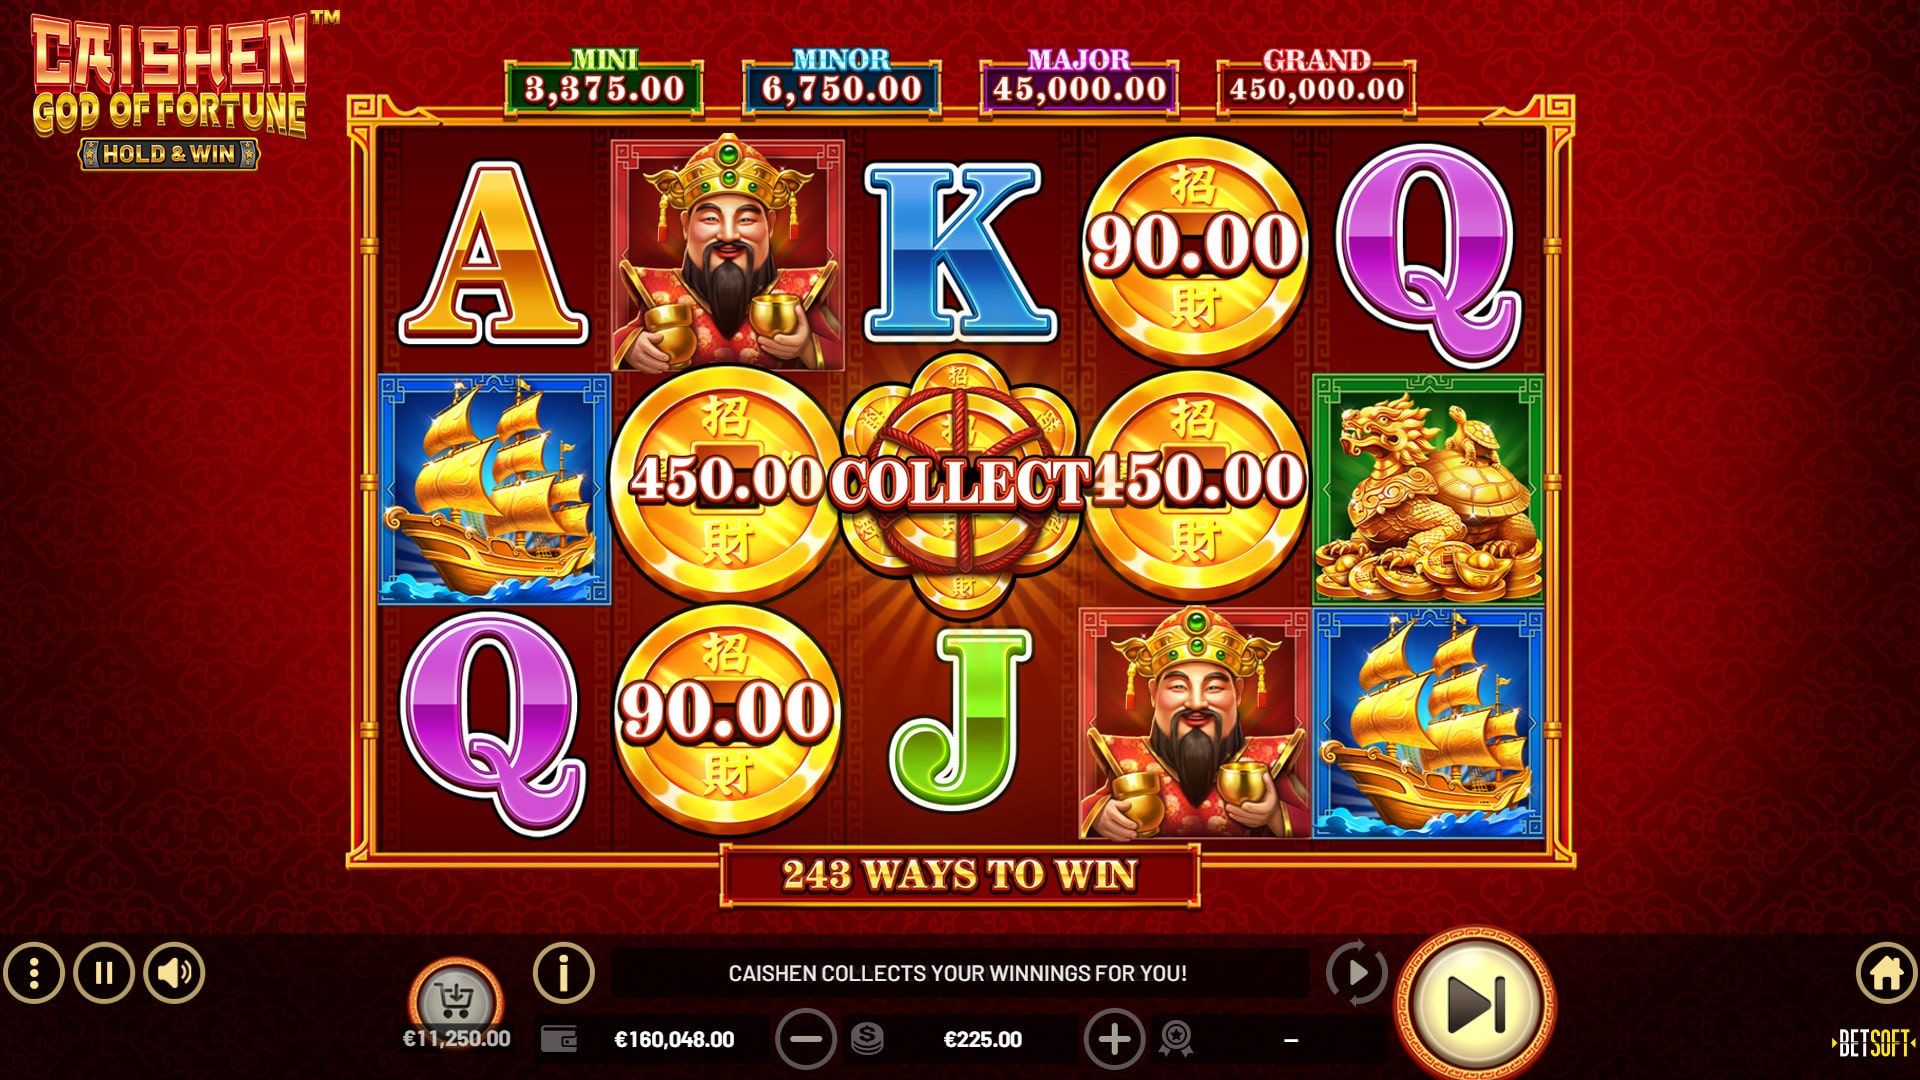 CAISHEN™
GOD OF FORTUNE
HOLD & WIN
MINI
3,375.00
MINOR
6,750.00
MAJOR
45,000.00
GRAND
450,000.00
A
K
招
90.00
財
Q
招
450.00
財
招
COLLECT
財
招
450.00
財
Q
招
90.00
財
J
243 WAYS TO WIN
CAISHEN COLLECTS YOUR WINNINGS FOR YOU!
€11,250.00
€160,048.00
€225.00
–
BETSOFT